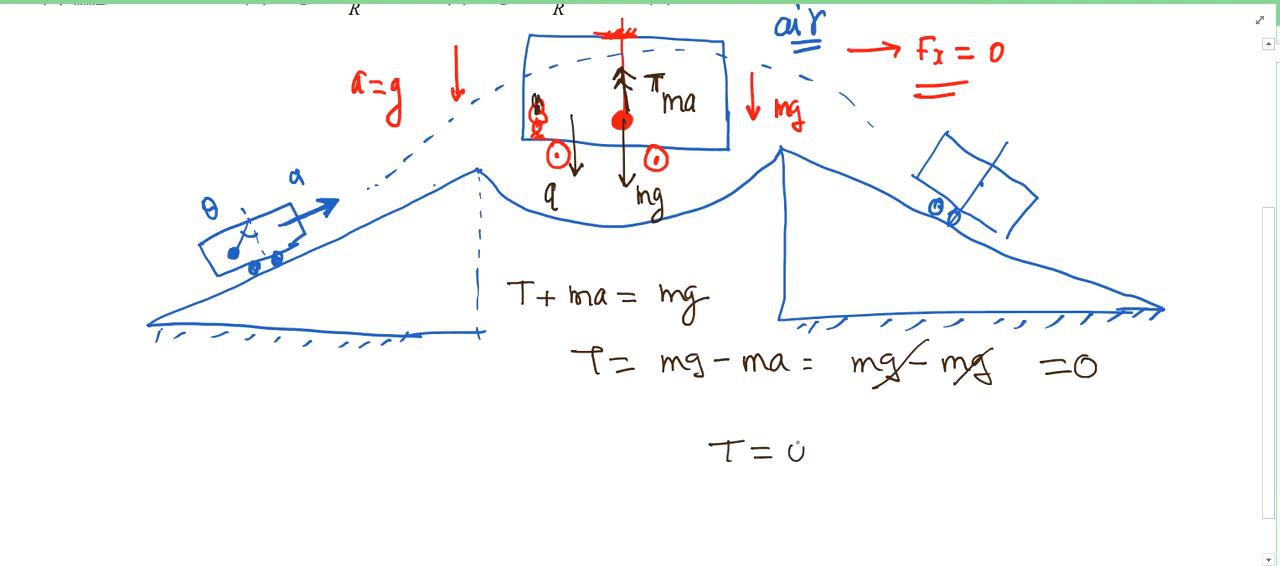 R R
air
→ Fx = 0
a=g
T
ma
mg
θ
a
a
mg
T + ma = mg
T = mg - ma = mg - mg = 0
T = 0